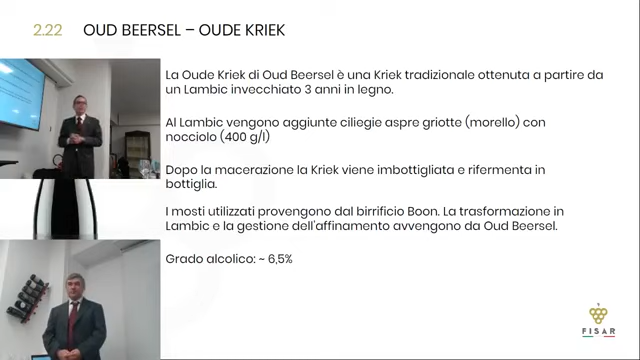 2.22 OUD BEERSEL – OUDE KRIEK
La Oude Kriek di Oud Beersel è una Kriek tradizionale ottenuta a partire da
un Lambic invecchiato 3 anni in legno.
Al Lambic vengono aggiunte ciliegie aspre griotte (morello) con
nocciolo (400 g/l)
Dopo la macerazione la Kriek viene imbottigliata e rifermenta in
bottiglia.
I mosti utilizzati provengono dal birrificio Boon. La trasformazione in
Lambic e la gestione dell'affinamento avvengono da Oud Beersel.
Grado alcolico: ~ 6,5%
FISAR